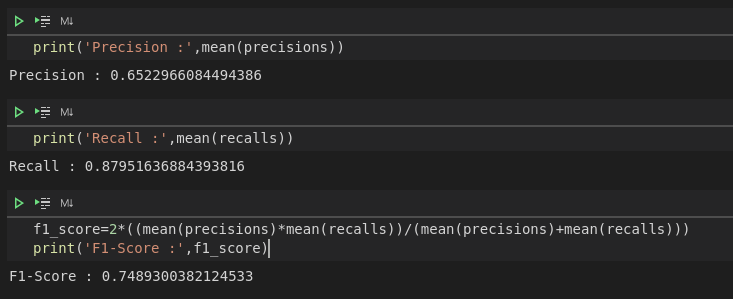 M↓
print('Precision :',mean(precisions))
Precision : 0.6522966084494386
M↓
print('Recall :',mean(recalls))
Recall : 0.87951636884393816
M↓
f1_score=2*((mean(precisions)*mean(recalls))/(mean(precisions)+mean(recalls)))
print('F1-Score :',f1_score)
F1-Score : 0.7489300382124533